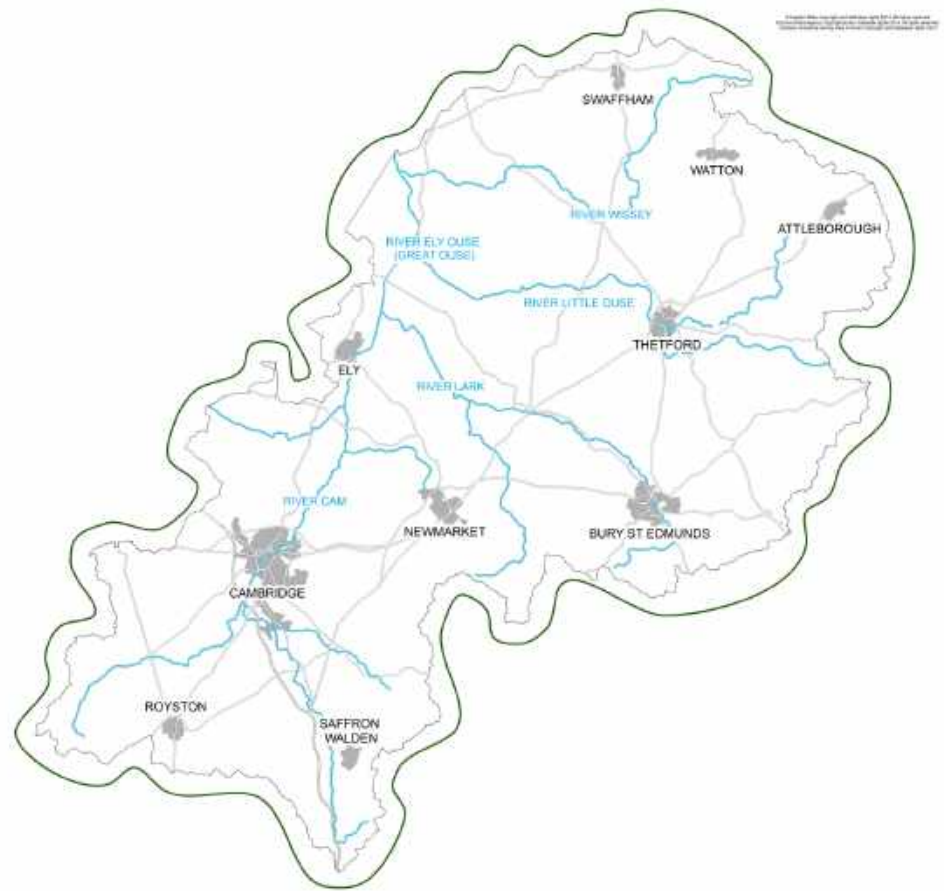 SWAFFHAM
WATTON
RIVER WISSEY
ATTLEBOROUGH
RIVER ELY OUSE
(GREAT OUSE)
RIVER LITTLE OUSE
THETFORD
ELY
RIVER LARK
RIVER CAM
NEWMARKET
BURY ST EDMUNDS
CAMBRIDGE
ROYSTON
SAFFRON
WALDEN